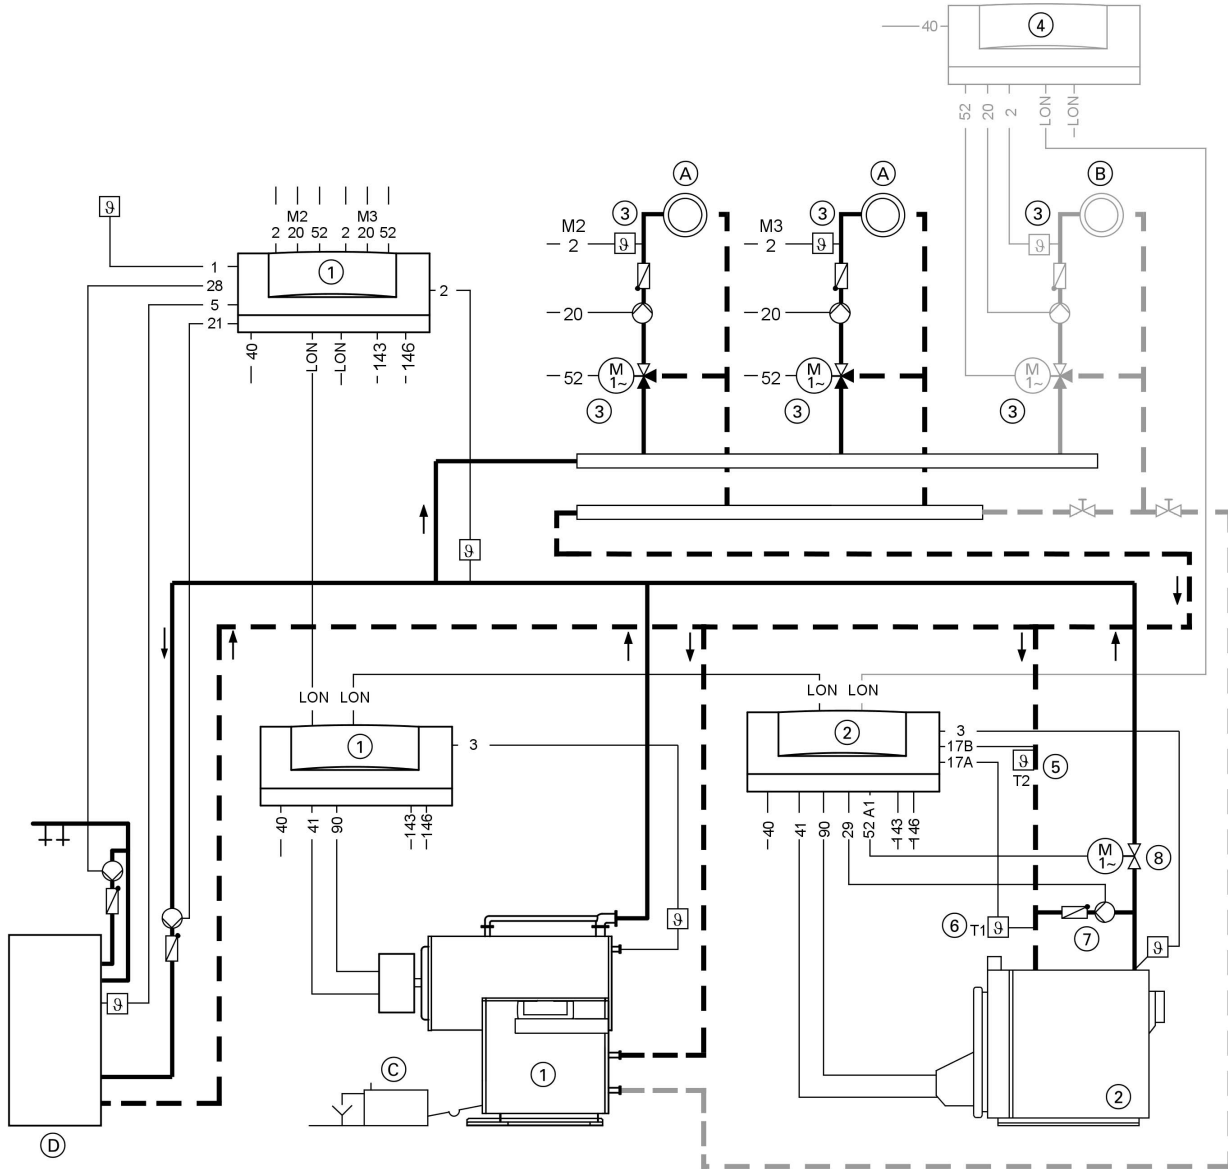 40
4
52 20 2 LON LON
A A B
ϑ
M2 M3
2 20 52 2 20 52
1
1
28
5
21
2
40 LON LON 143 146
3 3 3
M2
2 ϑ
M3
2 ϑ
ϑ
20 20
52 M
1~
52 M
1~
M
1~
3 3 3
ϑ
LON LON
LON LON
1
3
2
3
17B
17A
ϑ 5
T2
40 41 90 143 146
40 41 90 29 52 A1 143 146
M
1~
8
ϑ
6 T1 ϑ
7
ϑ
ϑ
C
1
2
D